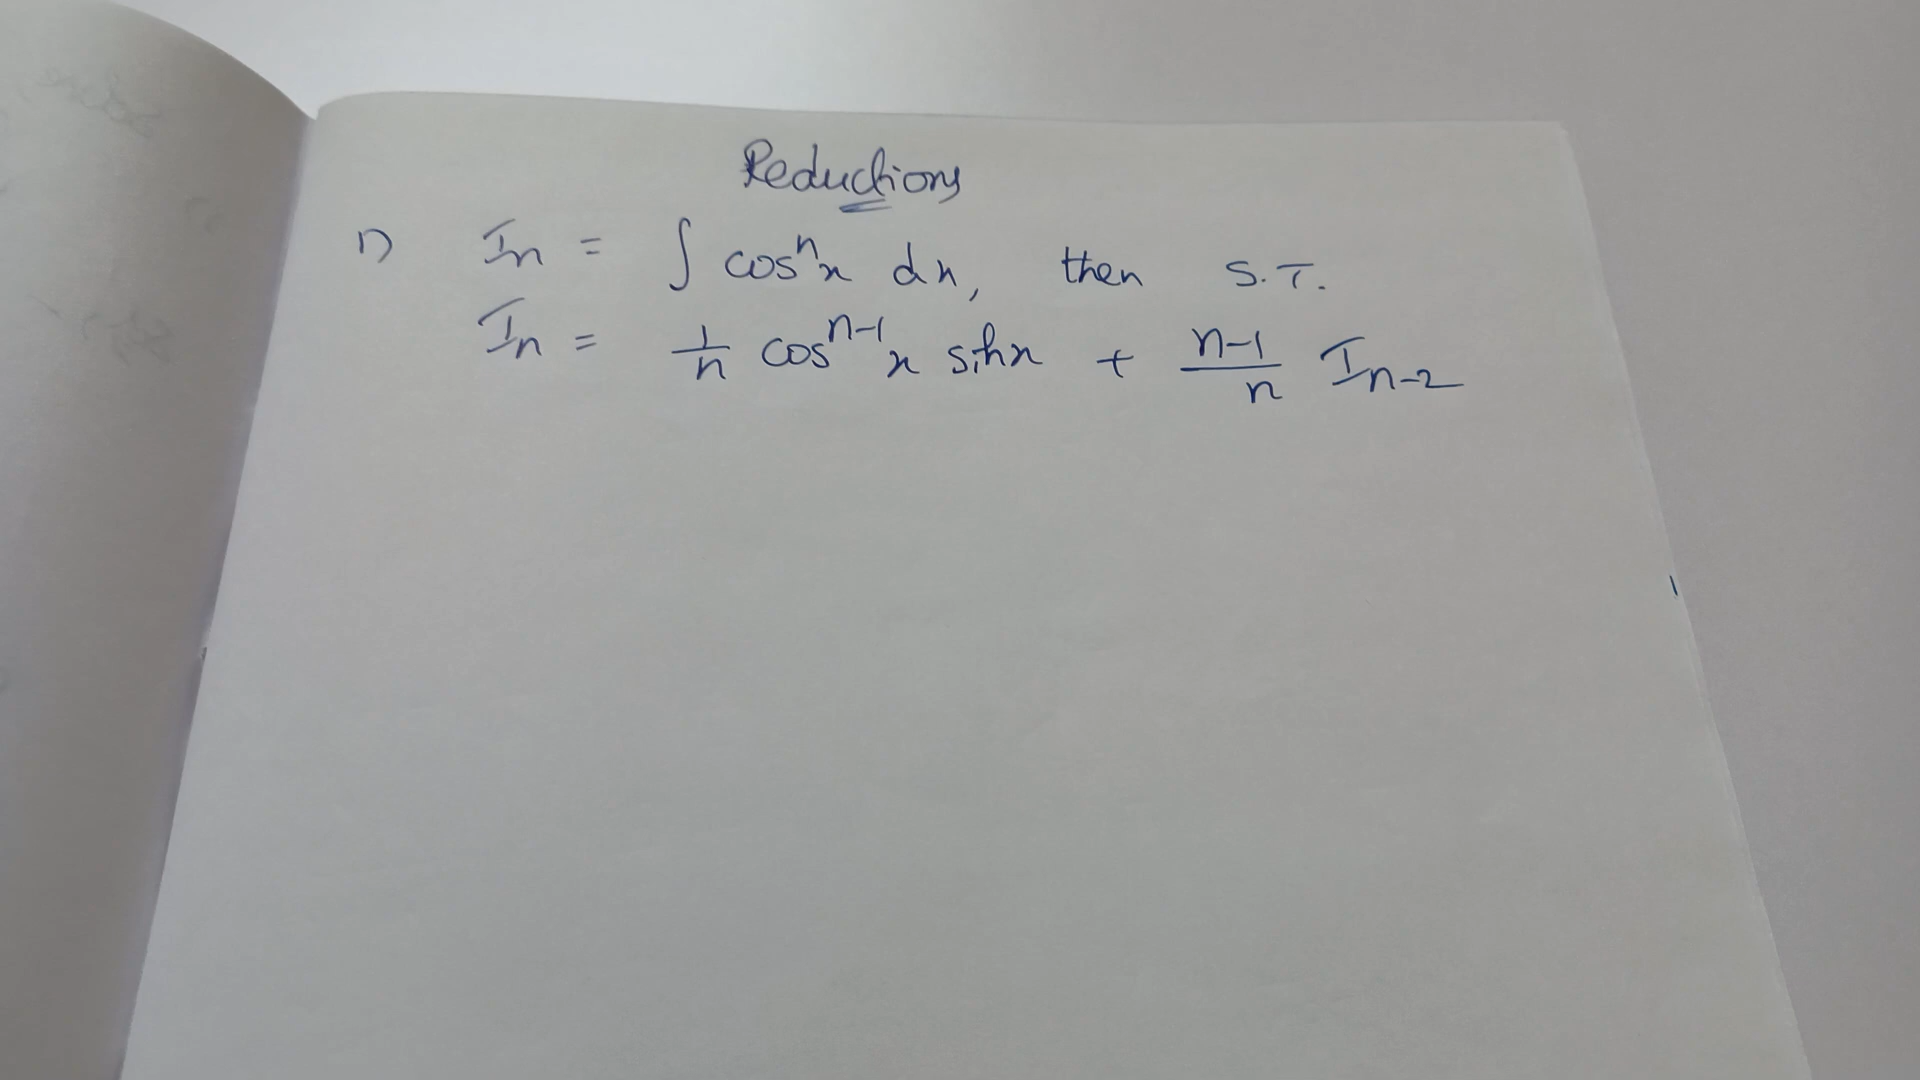 Reductions
1) Iₙ = ∫ cosⁿx dx, then S.T.
Iₙ = 1/n cosⁿ⁻¹x sinx + (n-1)/n Iₙ₋₂